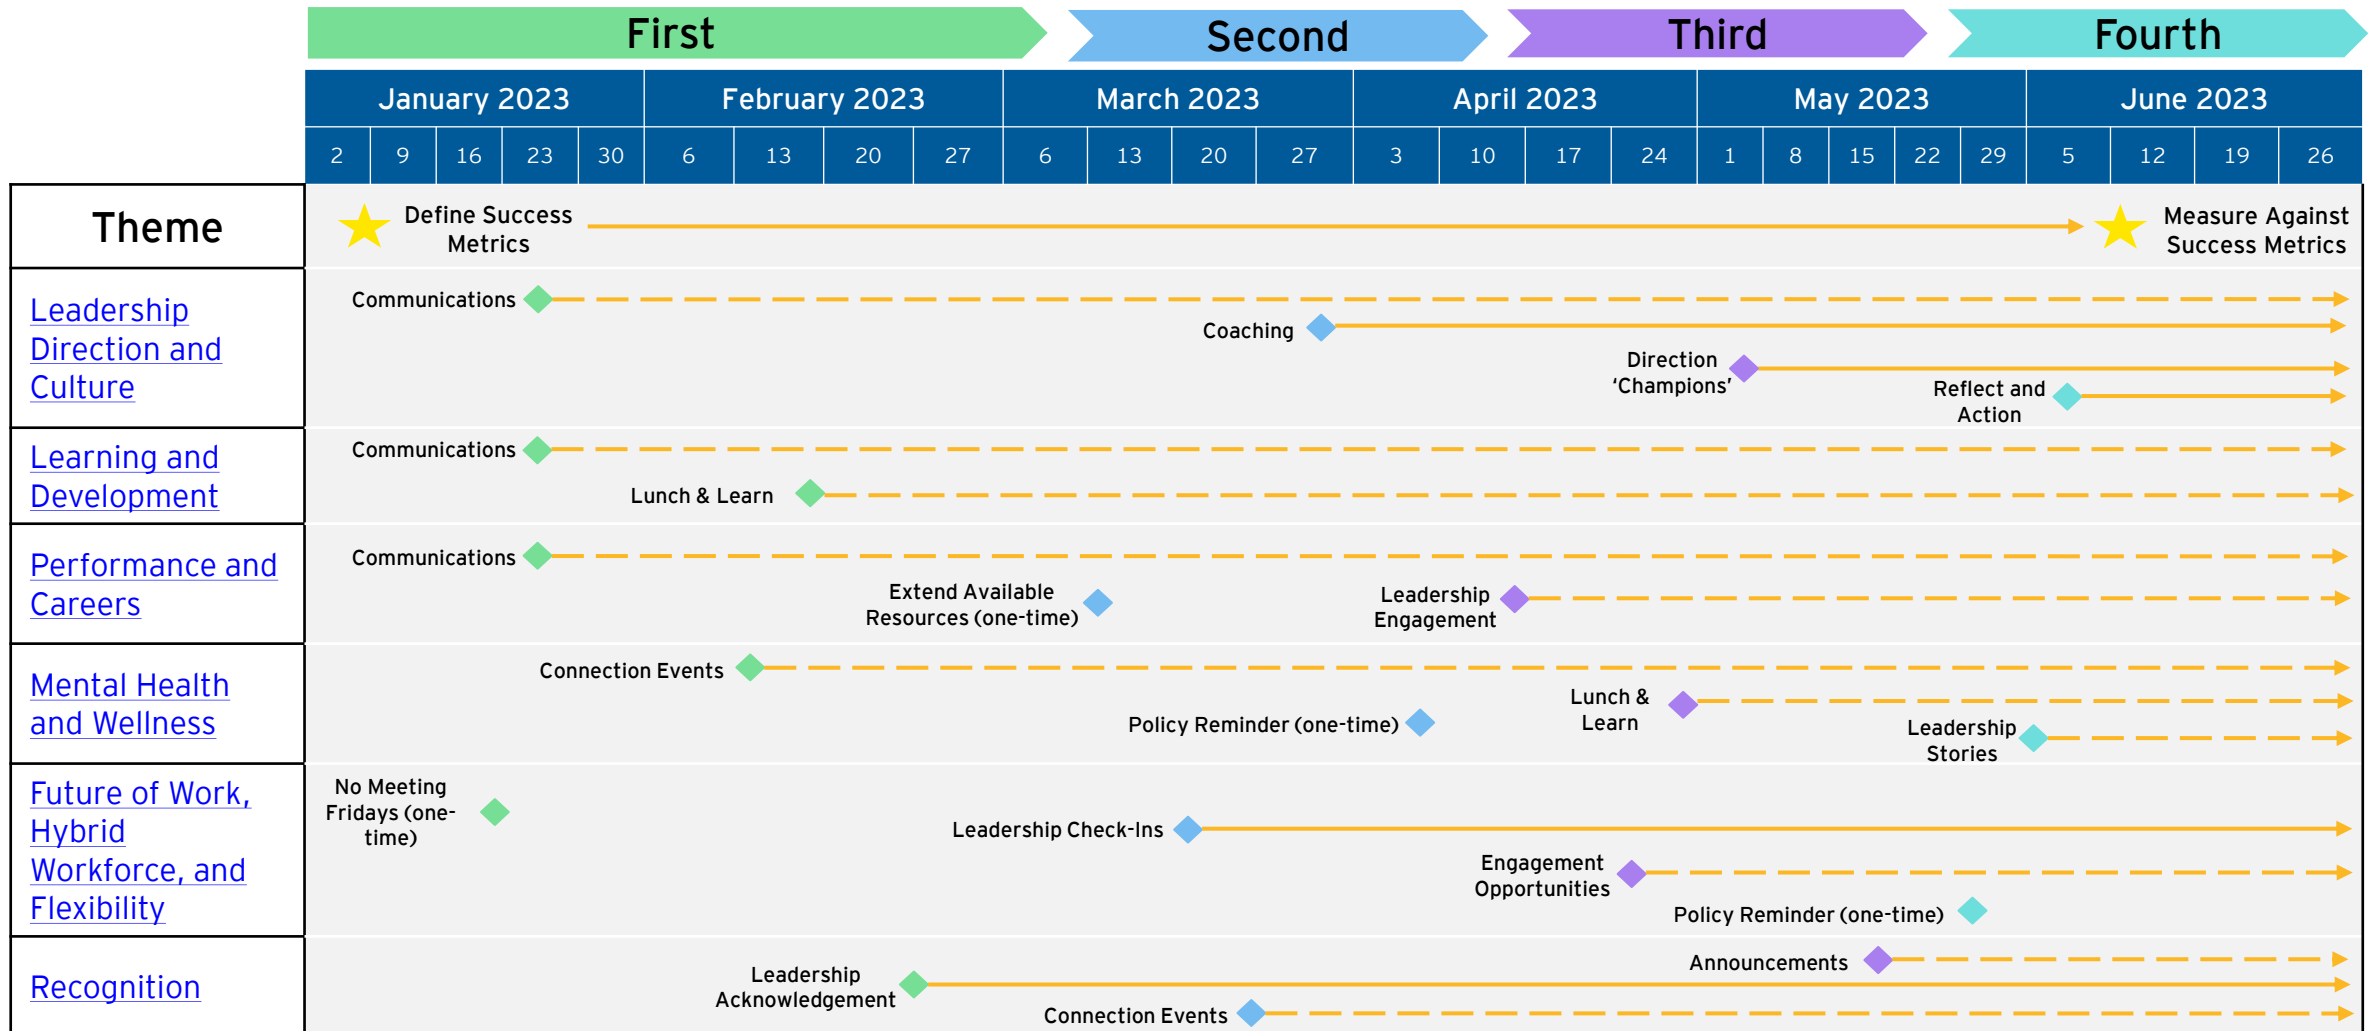 First
Second
Third
Fourth
January 2023
February 2023
March 2023
April 2023
May 2023
June 2023
2 9 16 23 30 6 13 20 27 6 13 20 27 3 10 17 24 1 8 15 22 29 5 12 19 26
Theme
Define Success
Metrics
Measure Against
Success Metrics
Leadership
Direction and
Culture
Communications
Coaching
Direction
‘Champions’
Reflect and
Action
Learning and
Development
Communications
Lunch & Learn
Performance and
Careers
Communications
Extend Available
Resources (one-time)
Leadership
Engagement
Mental Health
and Wellness
Connection Events
Policy Reminder (one-time)
Lunch &
Learn
Leadership
Stories
Future of Work,
Hybrid
Workforce, and
Flexibility
No Meeting
Fridays (one-
time)
Leadership Check-Ins
Engagement
Opportunities
Policy Reminder (one-time)
Recognition
Announcements
Leadership
Acknowledgement
Connection Events